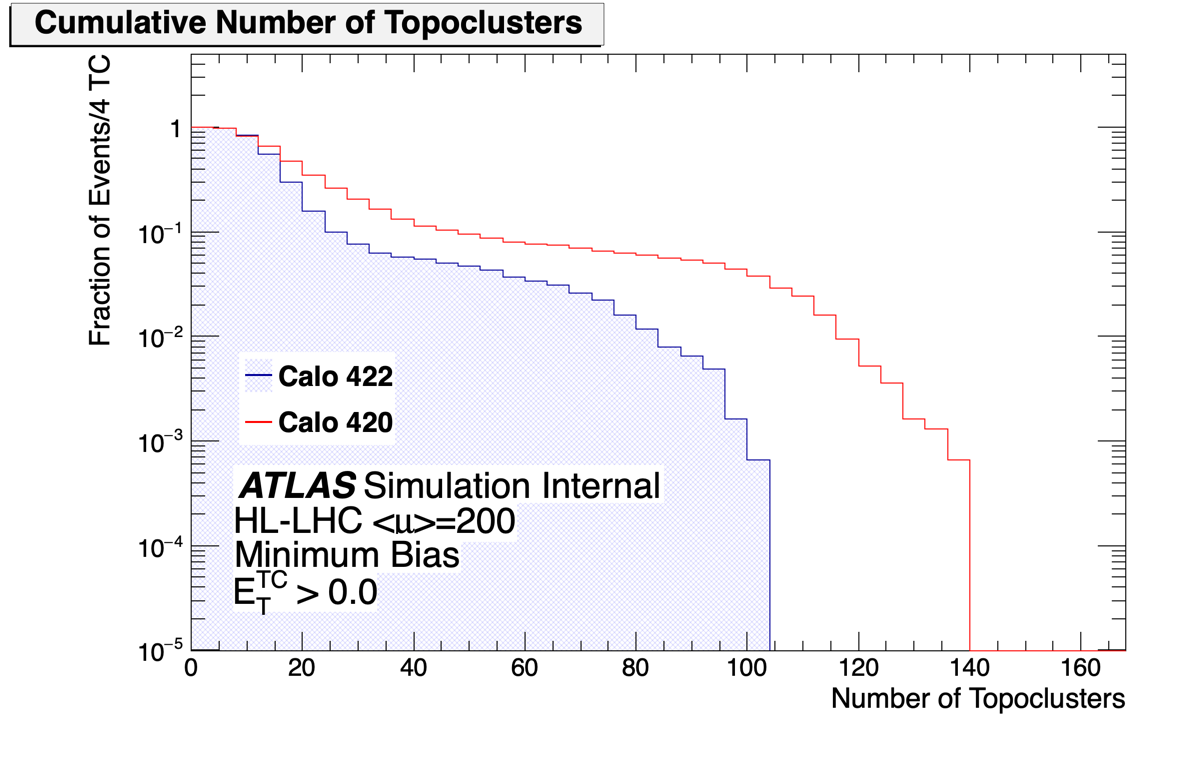 Cumulative Number of Topoclusters
Fraction of Events/4 TC
1
10⁻¹
10⁻²
10⁻³
10⁻⁴
10⁻⁵
Calo 422
Calo 420
ATLAS Simulation Internal
HL-LHC <μ>=200
Minimum Bias
E_T^TC > 0.0
0 20 40 60 80 100 120 140 160
Number of Topoclusters